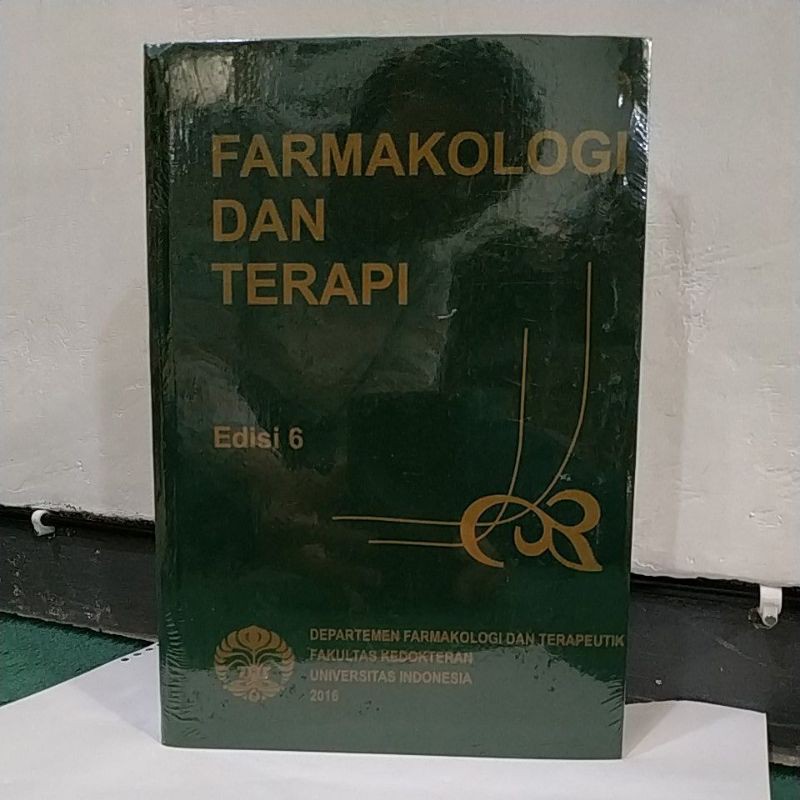 FARMAKOLOGI
DAN
TERAPI
Edisi 6
DEPARTEMEN FARMAKOLOGI DAN TERAPEUTIK
FAKULTAS KEDOKTERAN
UNIVERSITAS INDONESIA
2016